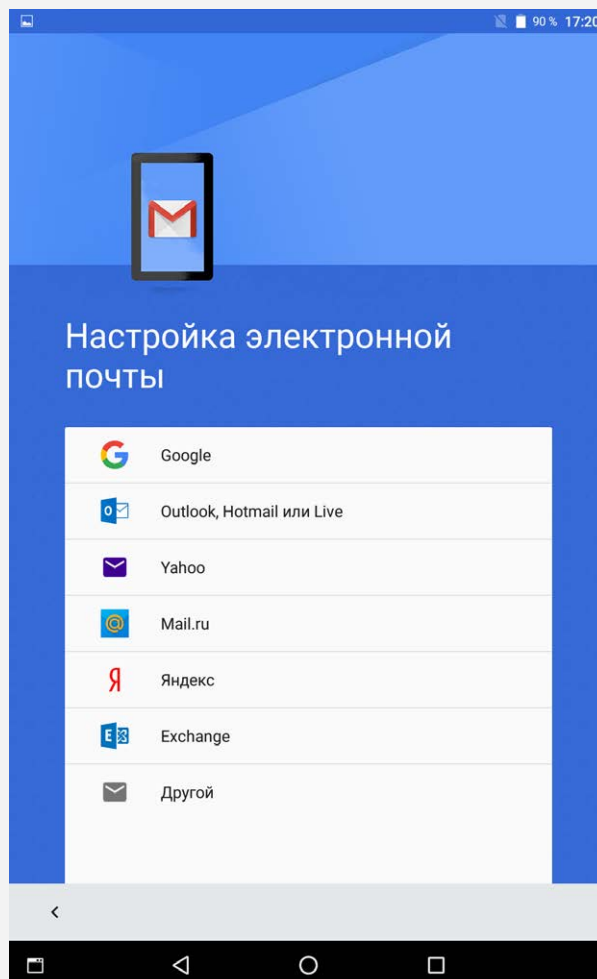 90 % 17:20
Настройка электронной
почты
Google
Outlook, Hotmail или Live
Yahoo
Mail.ru
Яндекс
Exchange
Другой